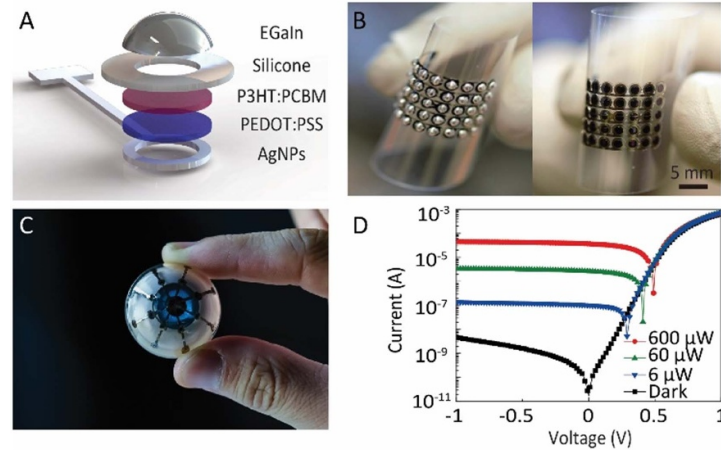 A
EGaIn
Silicone
P3HT:PCBM
PEDOT:PSS
AgNPs
B
5 mm
C
D
Current (A)
10-3
10-5
10-7
10-9
10-11
600 µW
60 µW
6 µW
Dark
-1
-0.5
0
0.5
1
Voltage (V)